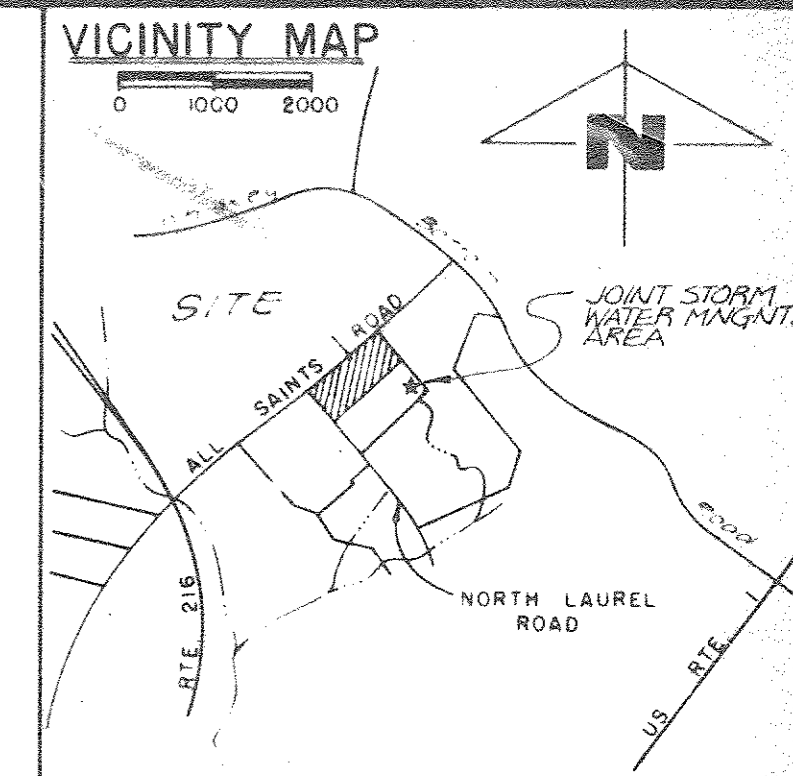 VICINITY MAP
0 1000 2000
N
SITE
JOINT STORM
WATER MNGNT.
AREA
ALL SAINTS ROAD
NORTH LAUREL
ROAD
RTE 216
US RTE 1
ROAD